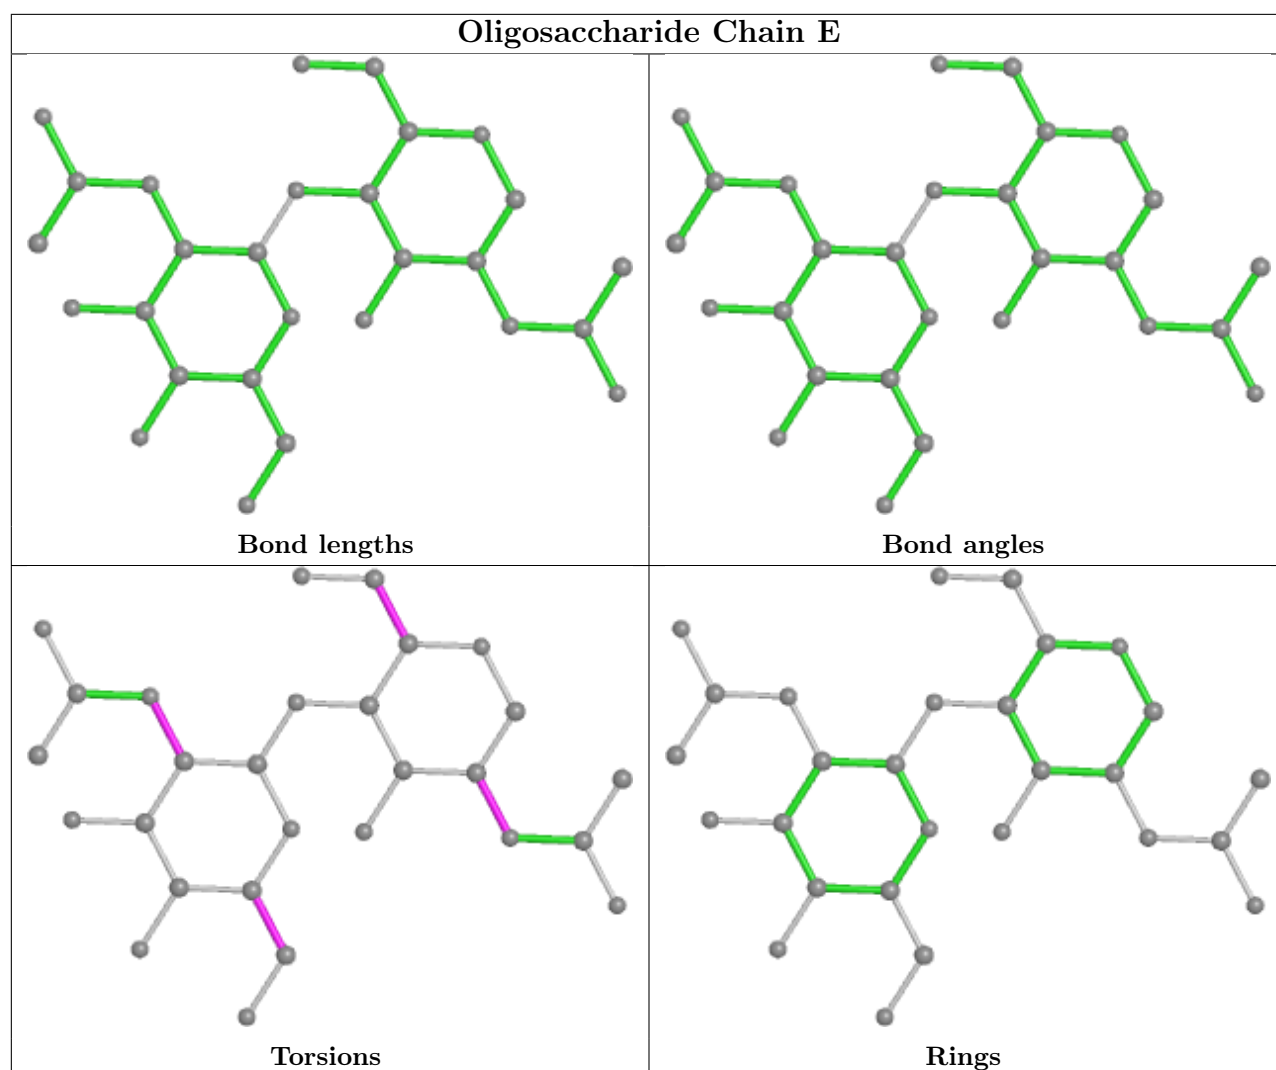 Oligosaccharide Chain E
Bond lengths
Bond angles
Torsions
Rings